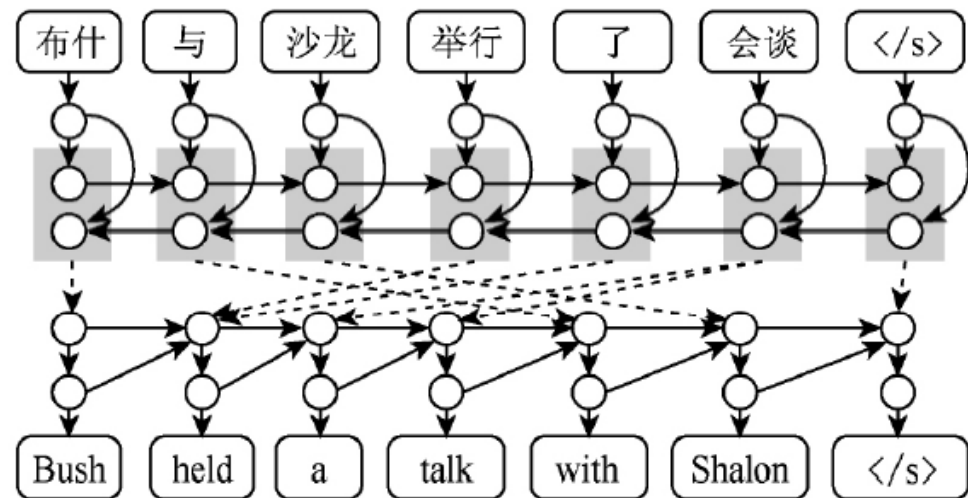 布什 与 沙龙 举行 了 会谈 </s>
Bush held a talk with Shalon </s>